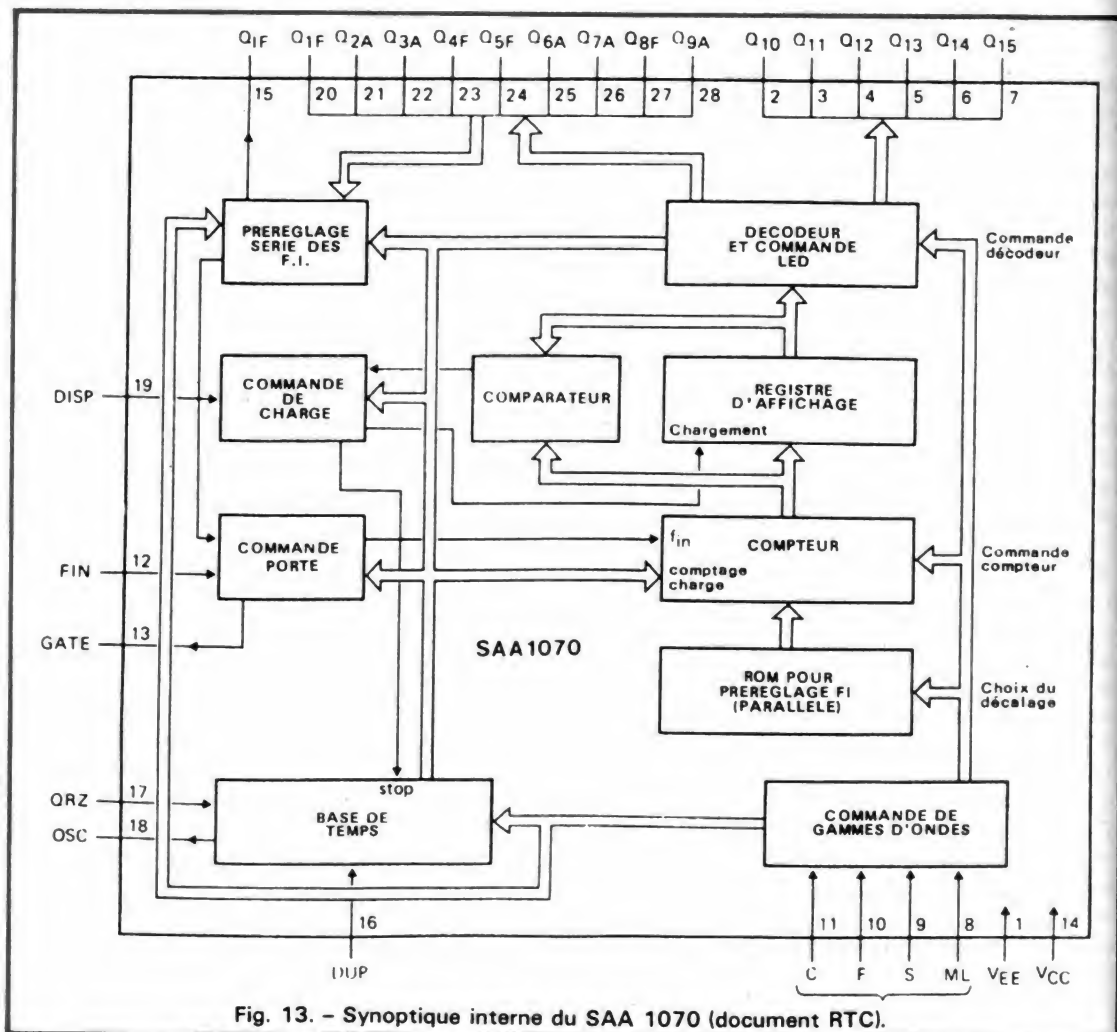 Q1F Q1F Q2A Q3A Q4F Q5F Q6A Q7A Q8F Q9A Q10 Q11 Q12 Q13 Q14 Q15
15 20 21 22 23 24 25 26 27 28 2 3 4 5 6 7
PREREGLAGE
SERIE DES
F.I.
DECODEUR
ET COMMANDE
LED
Commande
décodeur
DISP 19
COMMANDE
DE
CHARGE
COMPARATEUR
REGISTRE
D'AFFICHAGE
Chargement
FIN 12
COMMANDE
PORTE
fin
COMPTEUR
comptage
charge
Commande
compteur
GATE 13
SAA1070
ROM POUR
PREREGLAGE FI
(PARALLELE)
Choix du
décalage
QRZ 17
OSC 18
stop
BASE DE
TEMPS
COMMANDE DE
GAMMES D'ONDES
16
DUP
11 10 9 8 1 14
C F S ML VEE VCC
Fig. 13. – Synoptique interne du SAA 1070 (document RTC).